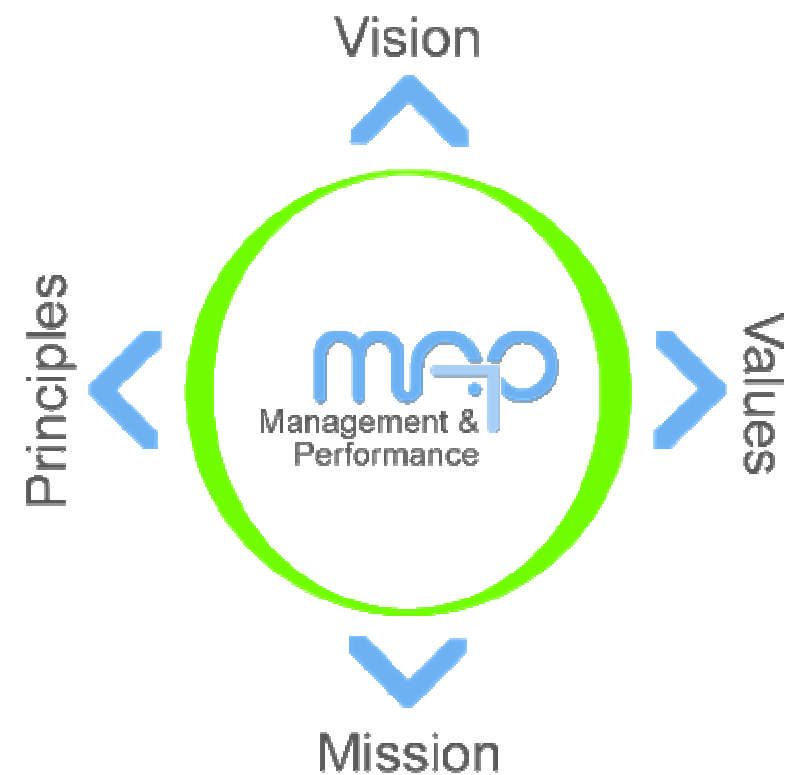 Vision
Principles
map
Management &
Performance
Values
Mission